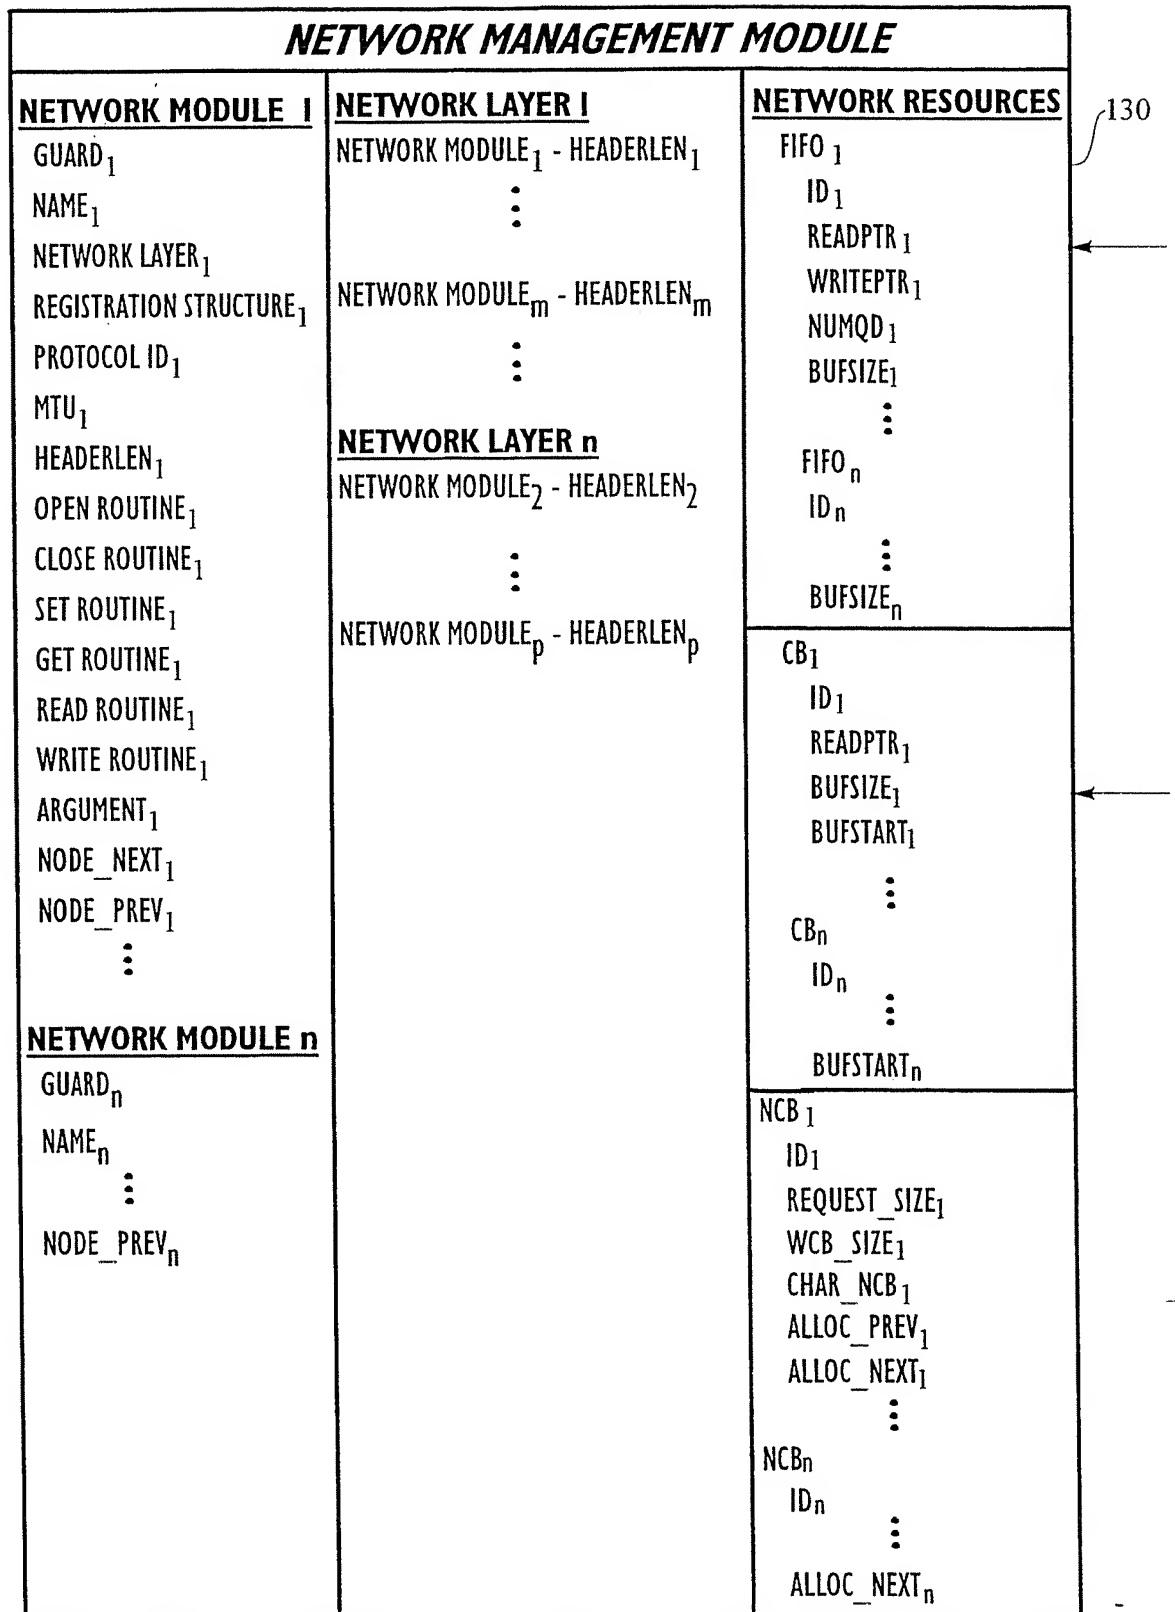 NETWORK MANAGEMENT MODULE
NETWORK MODULE 1
GUARD1
NAME1
NETWORK LAYER1
REGISTRATION STRUCTURE1
PROTOCOL ID1
MTU1
HEADERLEN1
OPEN ROUTINE1
CLOSE ROUTINE1
SET ROUTINE1
GET ROUTINE1
READ ROUTINE1
WRITE ROUTINE1
ARGUMENT1
NODE_NEXT1
NODE_PREV1
NETWORK MODULE n
GUARDn
NAMEn
NODE_PREVn
NETWORK LAYER 1
NETWORK MODULE1 - HEADERLEN1
NETWORK MODULEm - HEADERLENm
NETWORK LAYER n
NETWORK MODULE2 - HEADERLEN2
NETWORK MODULEp - HEADERLENp
NETWORK RESOURCES
FIFO1
ID1
READPTR1
WRITEPTR1
NUMQD1
BUFSIZE1
FIFOn
IDn
BUFSIZEn
CB1
ID1
READPTR1
BUFSIZE1
BUFSTART1
CBn
IDn
BUFSTARTn
NCB1
ID1
REQUEST_SIZE1
WCB_SIZE1
CHAR_NCB1
ALLOC_PREV1
ALLOC_NEXT1
NCBn
IDn
ALLOC_NEXTn
130